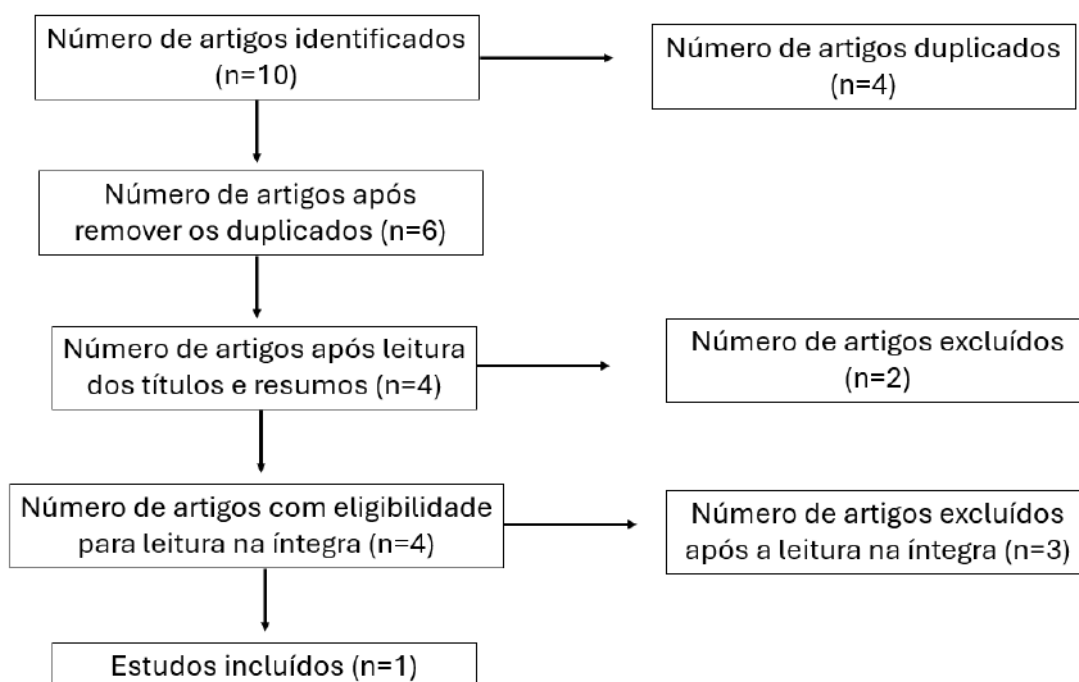 Número de artigos identificados
(n=10)
Número de artigos duplicados
(n=4)
Número de artigos após
remover os duplicados (n=6)
Número de artigos após leitura
dos títulos e resumos (n=4)
Número de artigos excluídos
(n=2)
Número de artigos com eligibilidade
para leitura na íntegra (n=4)
Número de artigos excluídos
após a leitura na íntegra (n=3)
Estudos incluídos (n=1)